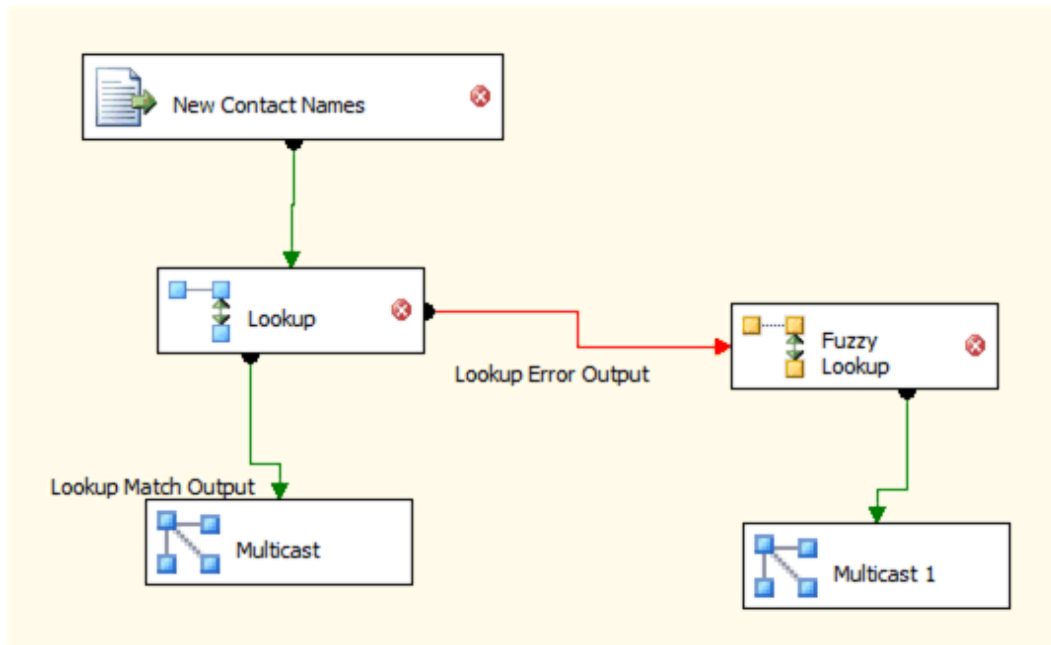 New Contact Names
Lookup
Lookup Error Output
Fuzzy
Lookup
Lookup Match Output
Multicast
Multicast 1